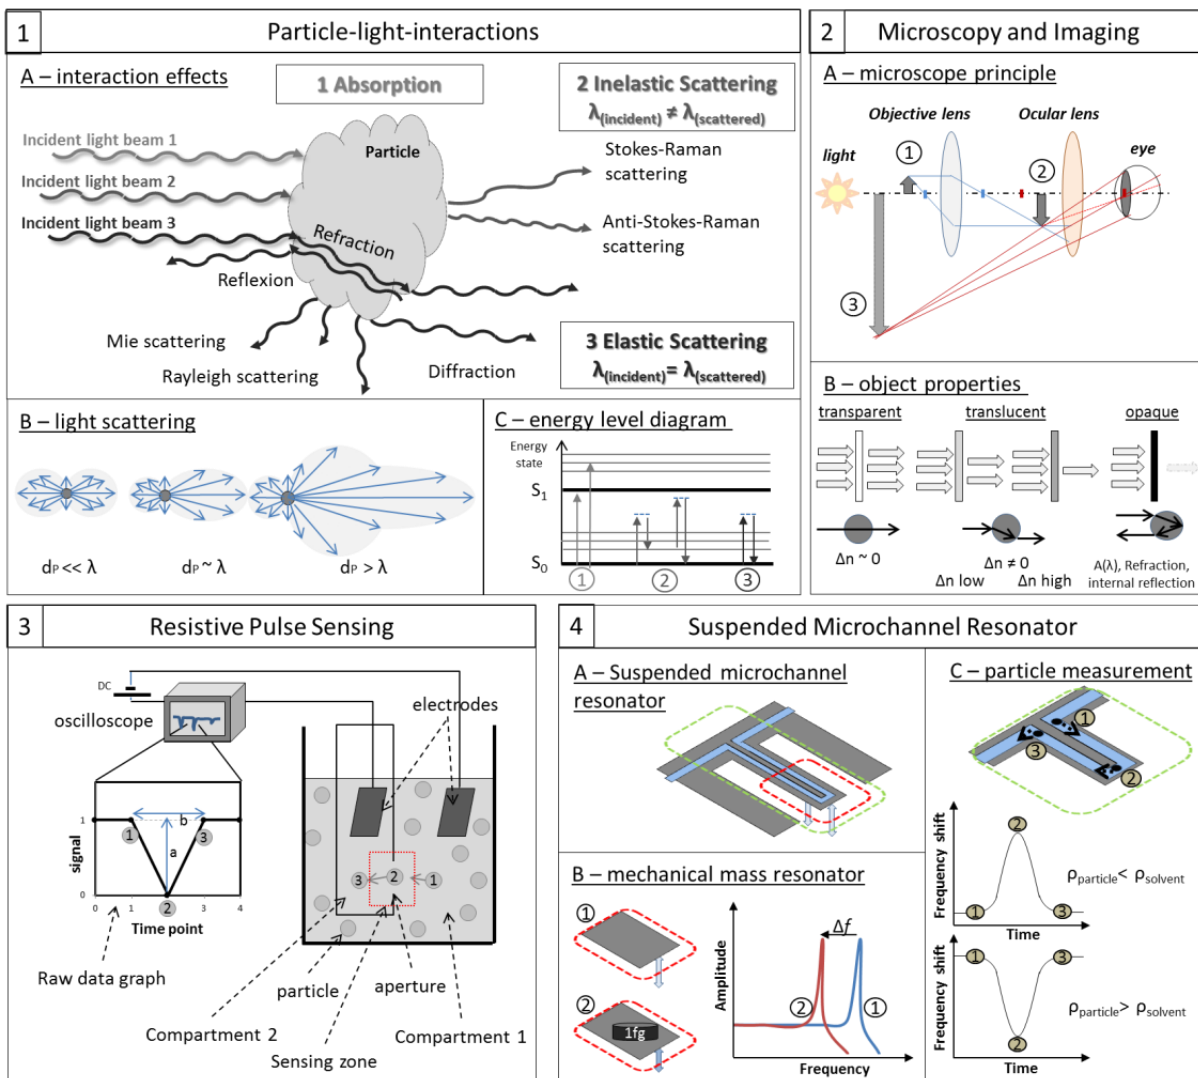 1
Particle-light-interactions
A – interaction effects
1 Absorption
2 Inelastic Scattering
λ(incident) ≠ λ(scattered)
Incident light beam 1
Incident light beam 2
Incident light beam 3
Particle
Stokes-Raman
scattering
Anti-Stokes-Raman
scattering
Refraction
Reflexion
Mie scattering
Rayleigh scattering
Diffraction
3 Elastic Scattering
λ(incident)= λ(scattered)
B – light scattering
dP << λ
dP ~ λ
dP > λ
C – energy level diagram
Energy
state
S1
S0
1
2
3
2
Microscopy and Imaging
A – microscope principle
Objective lens
Ocular lens
light
eye
1
2
3
B – object properties
transparent
translucent
opaque
Δn ~ 0
Δn ≠ 0
Δn low
Δn high
A(λ), Refraction,
internal reflection
3
Resistive Pulse Sensing
DC
oscilloscope
electrodes
signal
1
0
1
b
3
a
2
0
1
3
4
Time point
3
2
1
Raw data graph
particle
aperture
Compartment 2
Compartment 1
Sensing zone
4
Suspended Microchannel Resonator
A – Suspended microchannel
resonator
B – mechanical mass resonator
1
2
1fg
Amplitude
Δf
2
1
Frequency
C – particle measurement
1
3
2
Frequency shift
2
1
3
ρparticle< ρsolvent
Time
Frequency shift
1
3
2
ρparticle> ρsolvent
Time